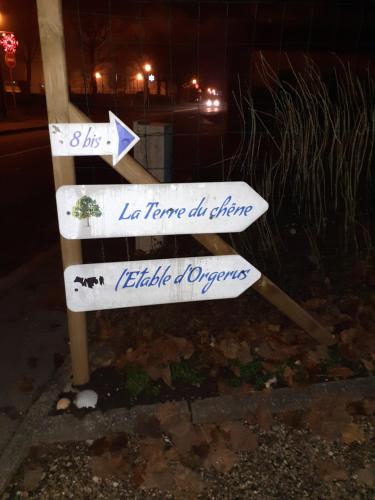 8 bis
La Terre du chêne
l'Etable d'Orgerus